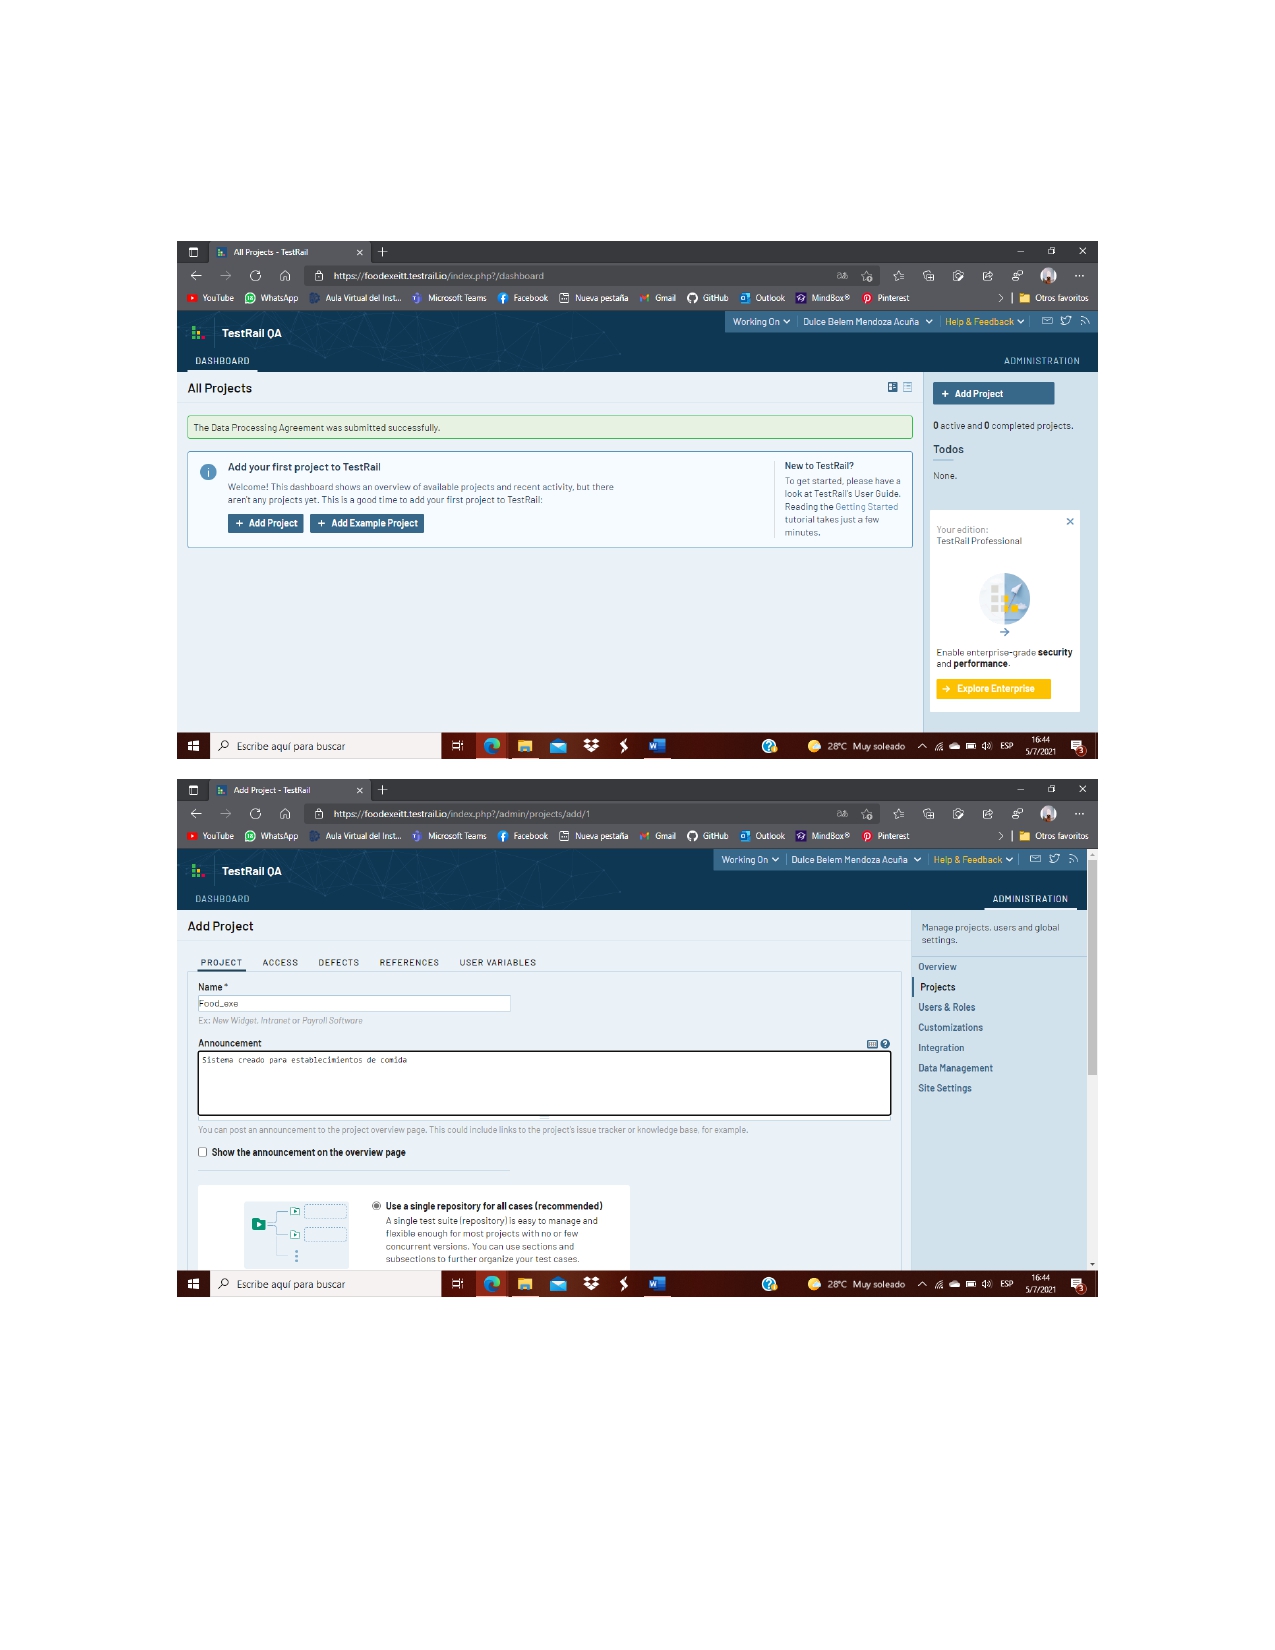 All Projects - TestRail
https://foodexeitt.testrail.io/index.php?/dashboard
YouTube WhatsApp Aula Virtual del Inst... Microsoft Teams Facebook Nueva pestaña Gmail GitHub Outlook MindBox® Pinterest Otros favoritos
Working On Dulce Belem Mendoza Acuña Help & Feedback
TestRail QA
DASHBOARD ADMINISTRATION
All Projects
+ Add Project
The Data Processing Agreement was submitted successfully.
0 active and 0 completed projects.
Todos
None.
Add your first project to TestRail
Welcome! This dashboard shows an overview of available projects and recent activity, but there
aren't any projects yet. This is a good time to add your first project to TestRail:
+ Add Project + Add Example Project
New to TestRail?
To get started, please have a
look at TestRail's User Guide.
Reading the Getting Started
tutorial takes just a few
minutes.
Your edition:
TestRail Professional
Enable enterprise-grade security
and performance.
Explore Enterprise
Escribe aquí para buscar
28°C Muy soleado ESP
16:44
5/7/2021
3
Add Project - TestRail
https://foodexeitt.testrail.io/index.php?/admin/projects/add/1
YouTube WhatsApp Aula Virtual del Inst... Microsoft Teams Facebook Nueva pestaña Gmail GitHub Outlook MindBox® Pinterest Otros favoritos
Working On Dulce Belem Mendoza Acuña Help & Feedback
TestRail QA
DASHBOARD ADMINISTRATION
Add Project
Manage projects, users and global
settings.
Overview
Projects
Users & Roles
Customizations
Integration
Data Management
Site Settings
PROJECT ACCESS DEFECTS REFERENCES USER VARIABLES
Name *
Food_exe
Ex: New Widget, Intranet or Payroll Software
Announcement
Sistema creado para establecimientos de comida
You can post an announcement to the project overview page. This could include links to the project's issue tracker or knowledge base, for example.
Show the announcement on the overview page
Use a single repository for all cases (recommended)
A single test suite (repository) is easy to manage and
flexible enough for most projects with no or few
concurrent versions. You can use sections and
subsections to further organize your test cases.
Escribe aquí para buscar
28°C Muy soleado ESP
16:44
5/7/2021
3